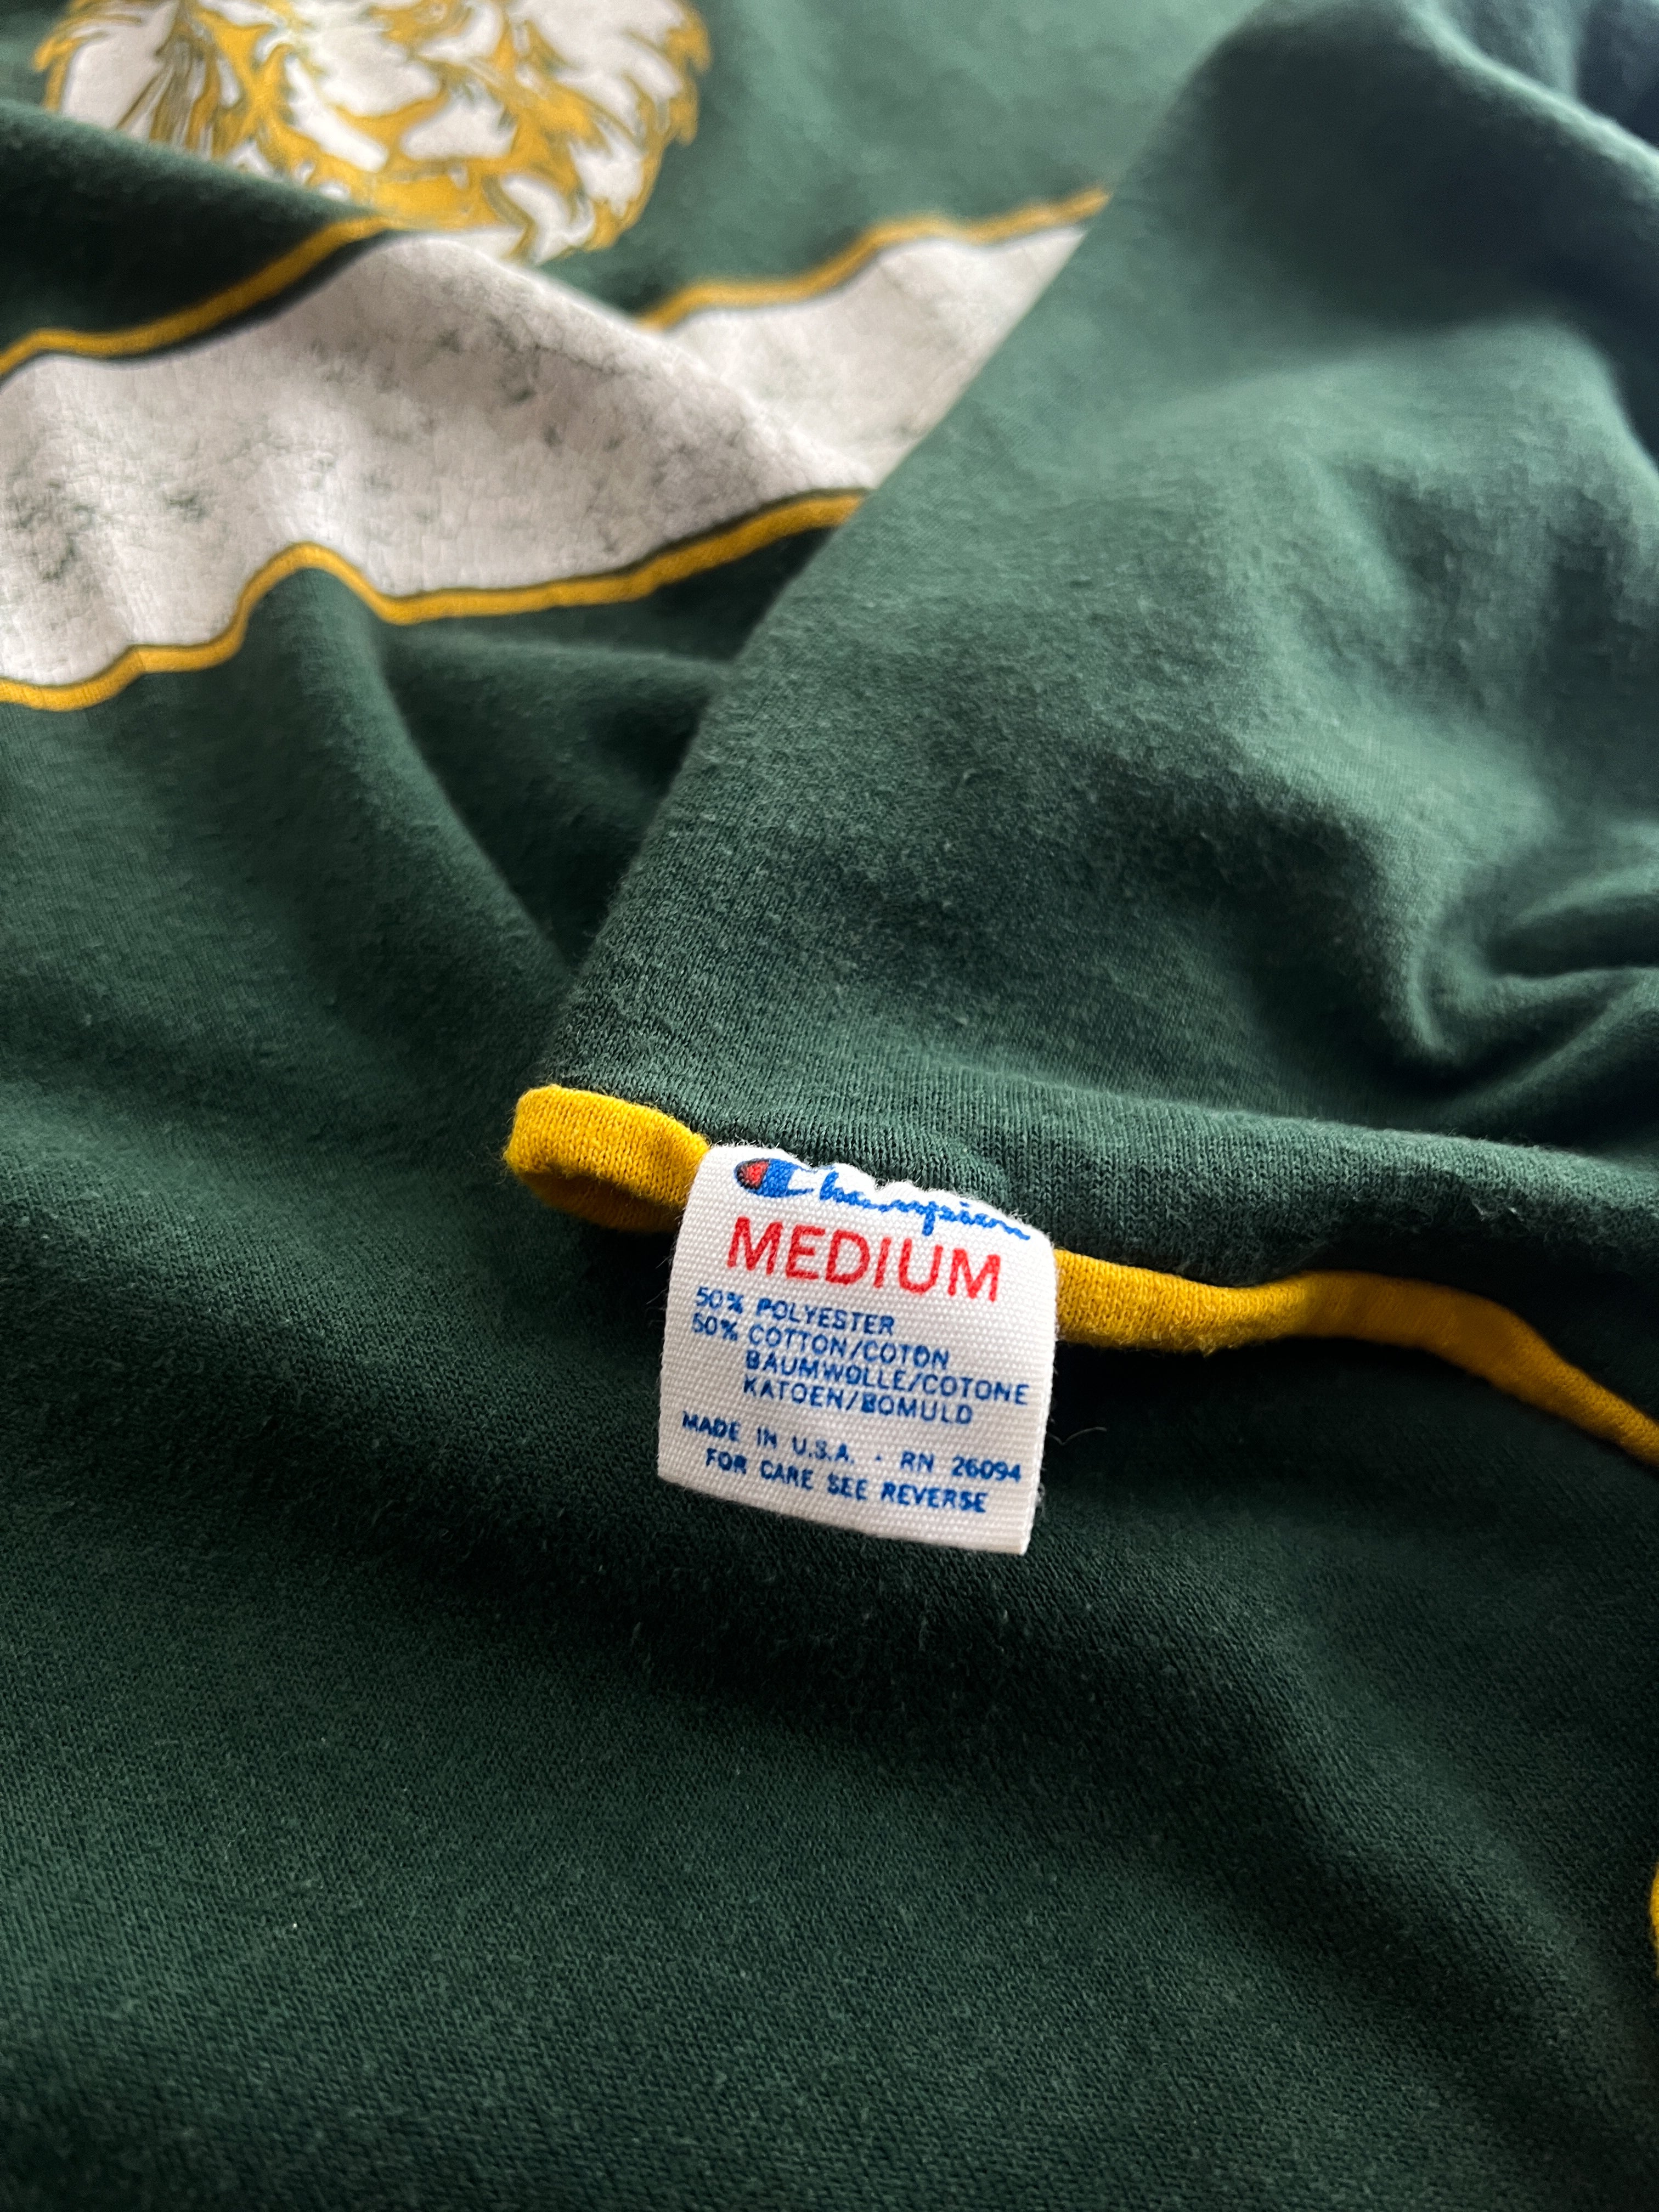 Champion
MEDIUM
50% POLYESTER
50% COTTON/COTON
BAUMWOLLE/COTONE
KATOEN/BOMULD
MADE IN U.S.A. · RN 26094
FOR CARE SEE REVERSE